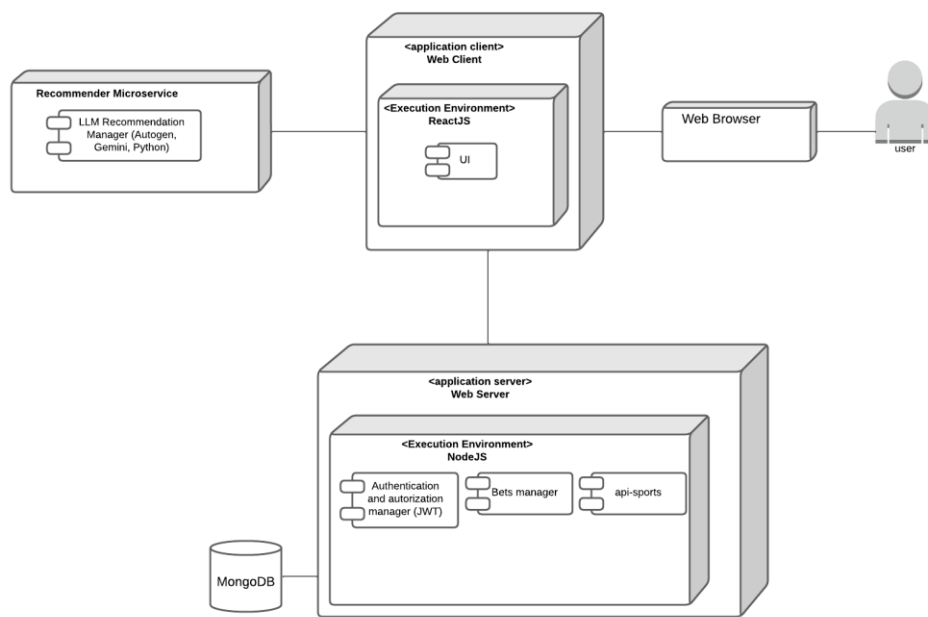 <application client>
Web Client
Recommender Microservice
LLM Recommendation
Manager (Autogen,
Gemini, Python)
<Execution Environment>
ReactJS
UI
Web Browser
user
<application server>
Web Server
<Execution Environment>
NodeJS
Authentication
and autorization
manager (JWT)
Bets manager
api-sports
MongoDB